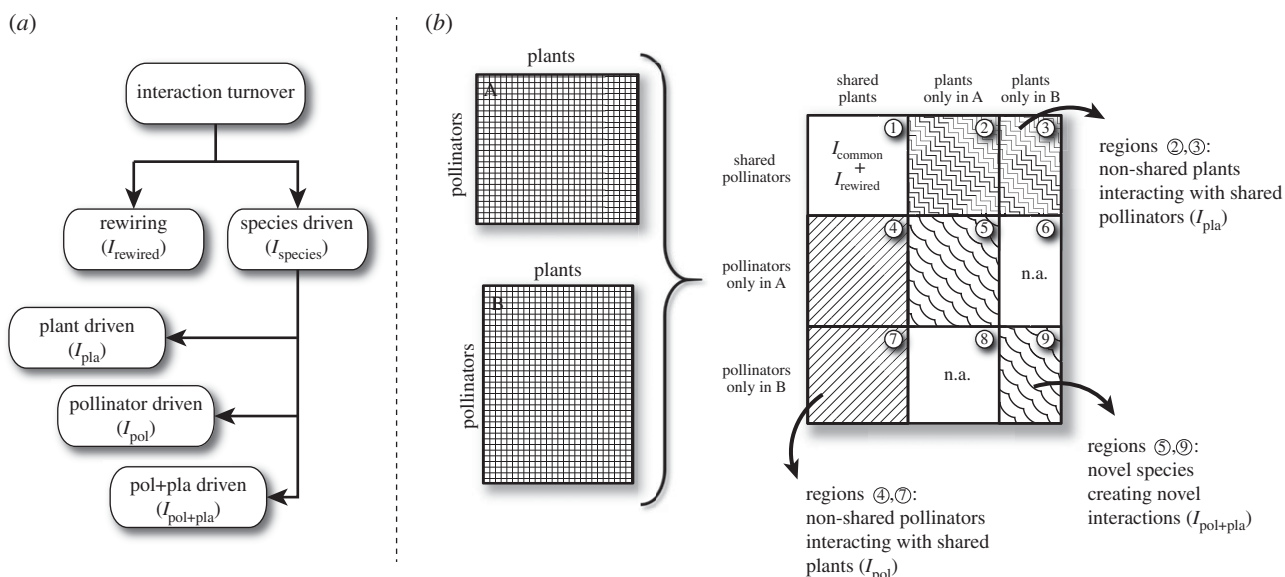 (a)
interaction turnover
rewiring
(I_rewired)
species driven
(I_species)
plant driven
(I_pla)
pollinator driven
(I_pol)
pol+pla driven
(I_pol+pla)
(b)
plants
pollinators
A
plants
pollinators
B
shared
plants
plants
only in A
plants
only in B
shared
pollinators
pollinators
only in A
pollinators
only in B
①
I_common
+
I_rewired
②
③
④
⑤
⑥
n.a.
⑦
⑧
n.a.
⑨
regions ②,③:
non-shared plants
interacting with shared
pollinators (I_pla)
regions ④,⑦:
non-shared pollinators
interacting with shared
plants (I_pol)
regions ⑤,⑨:
novel species
creating novel
interactions (I_pol+pla)